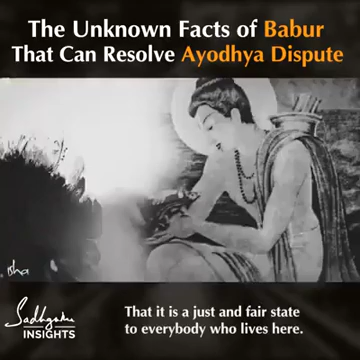 The Unknown Facts of Babur
That Can Resolve Ayodhya Dispute
isha
Sadhguru
INSIGHTS
That it is a just and fair state
to everybody who lives here.